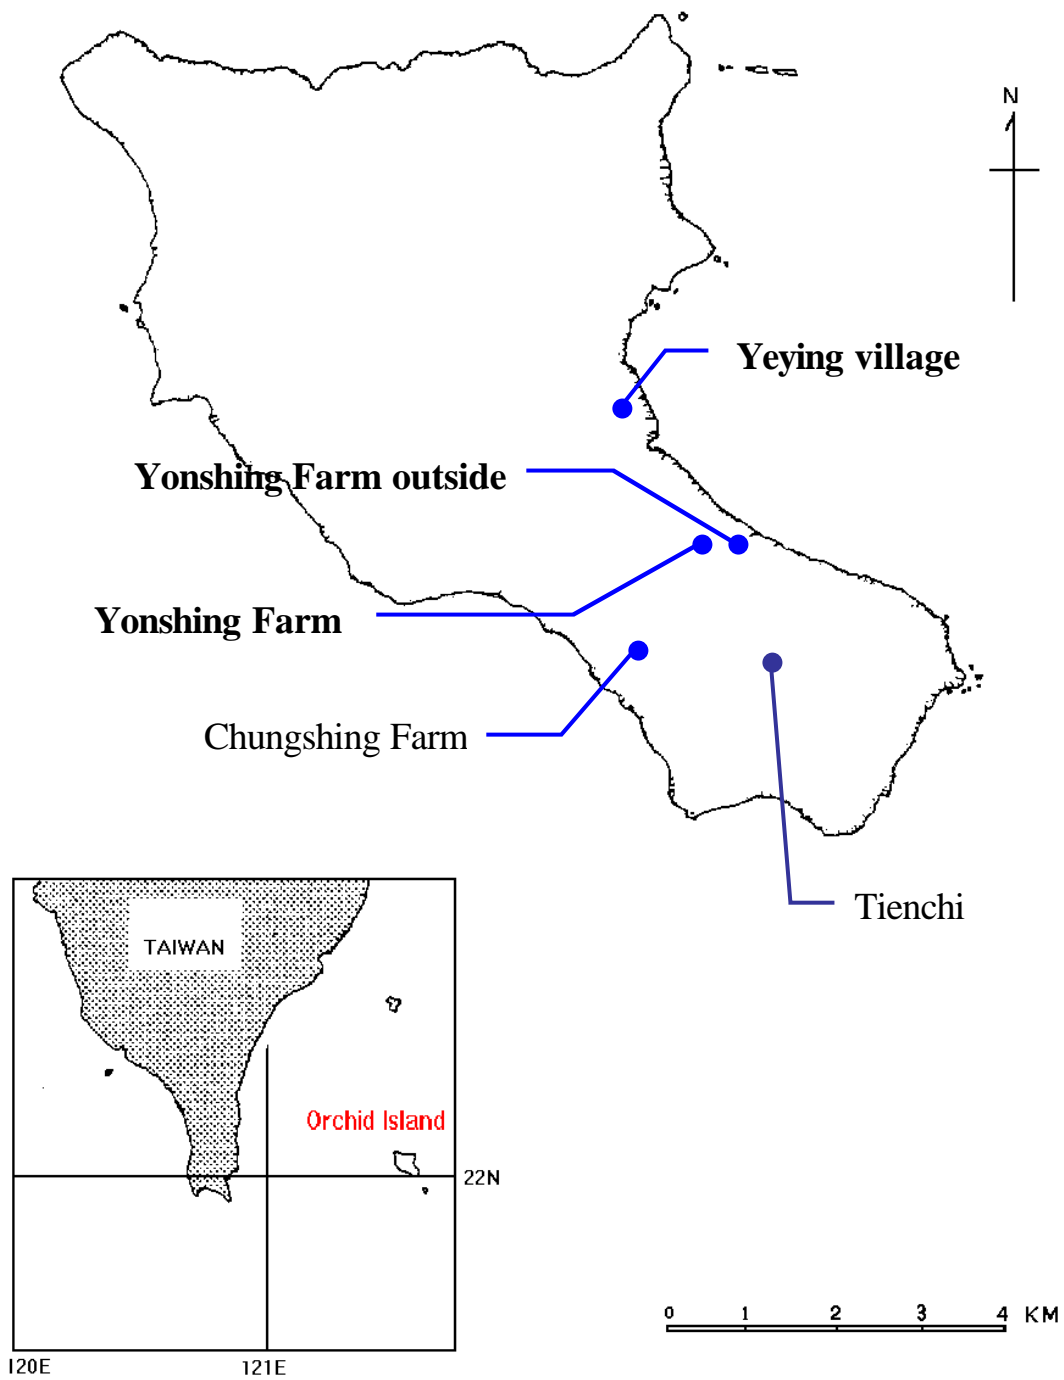 N
Yeying village
Yonshing Farm outside
Yonshing Farm
Chungshing Farm
Tienchi
TAIWAN
Orchid Island
22N
120E 121E
0 1 2 3 4 KM